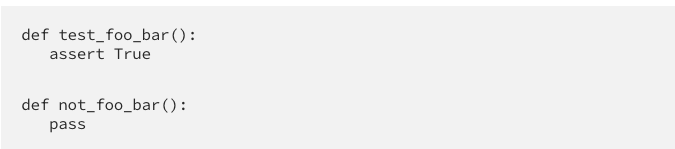 def test_foo_bar():
   assert True
def not_foo_bar():
   pass